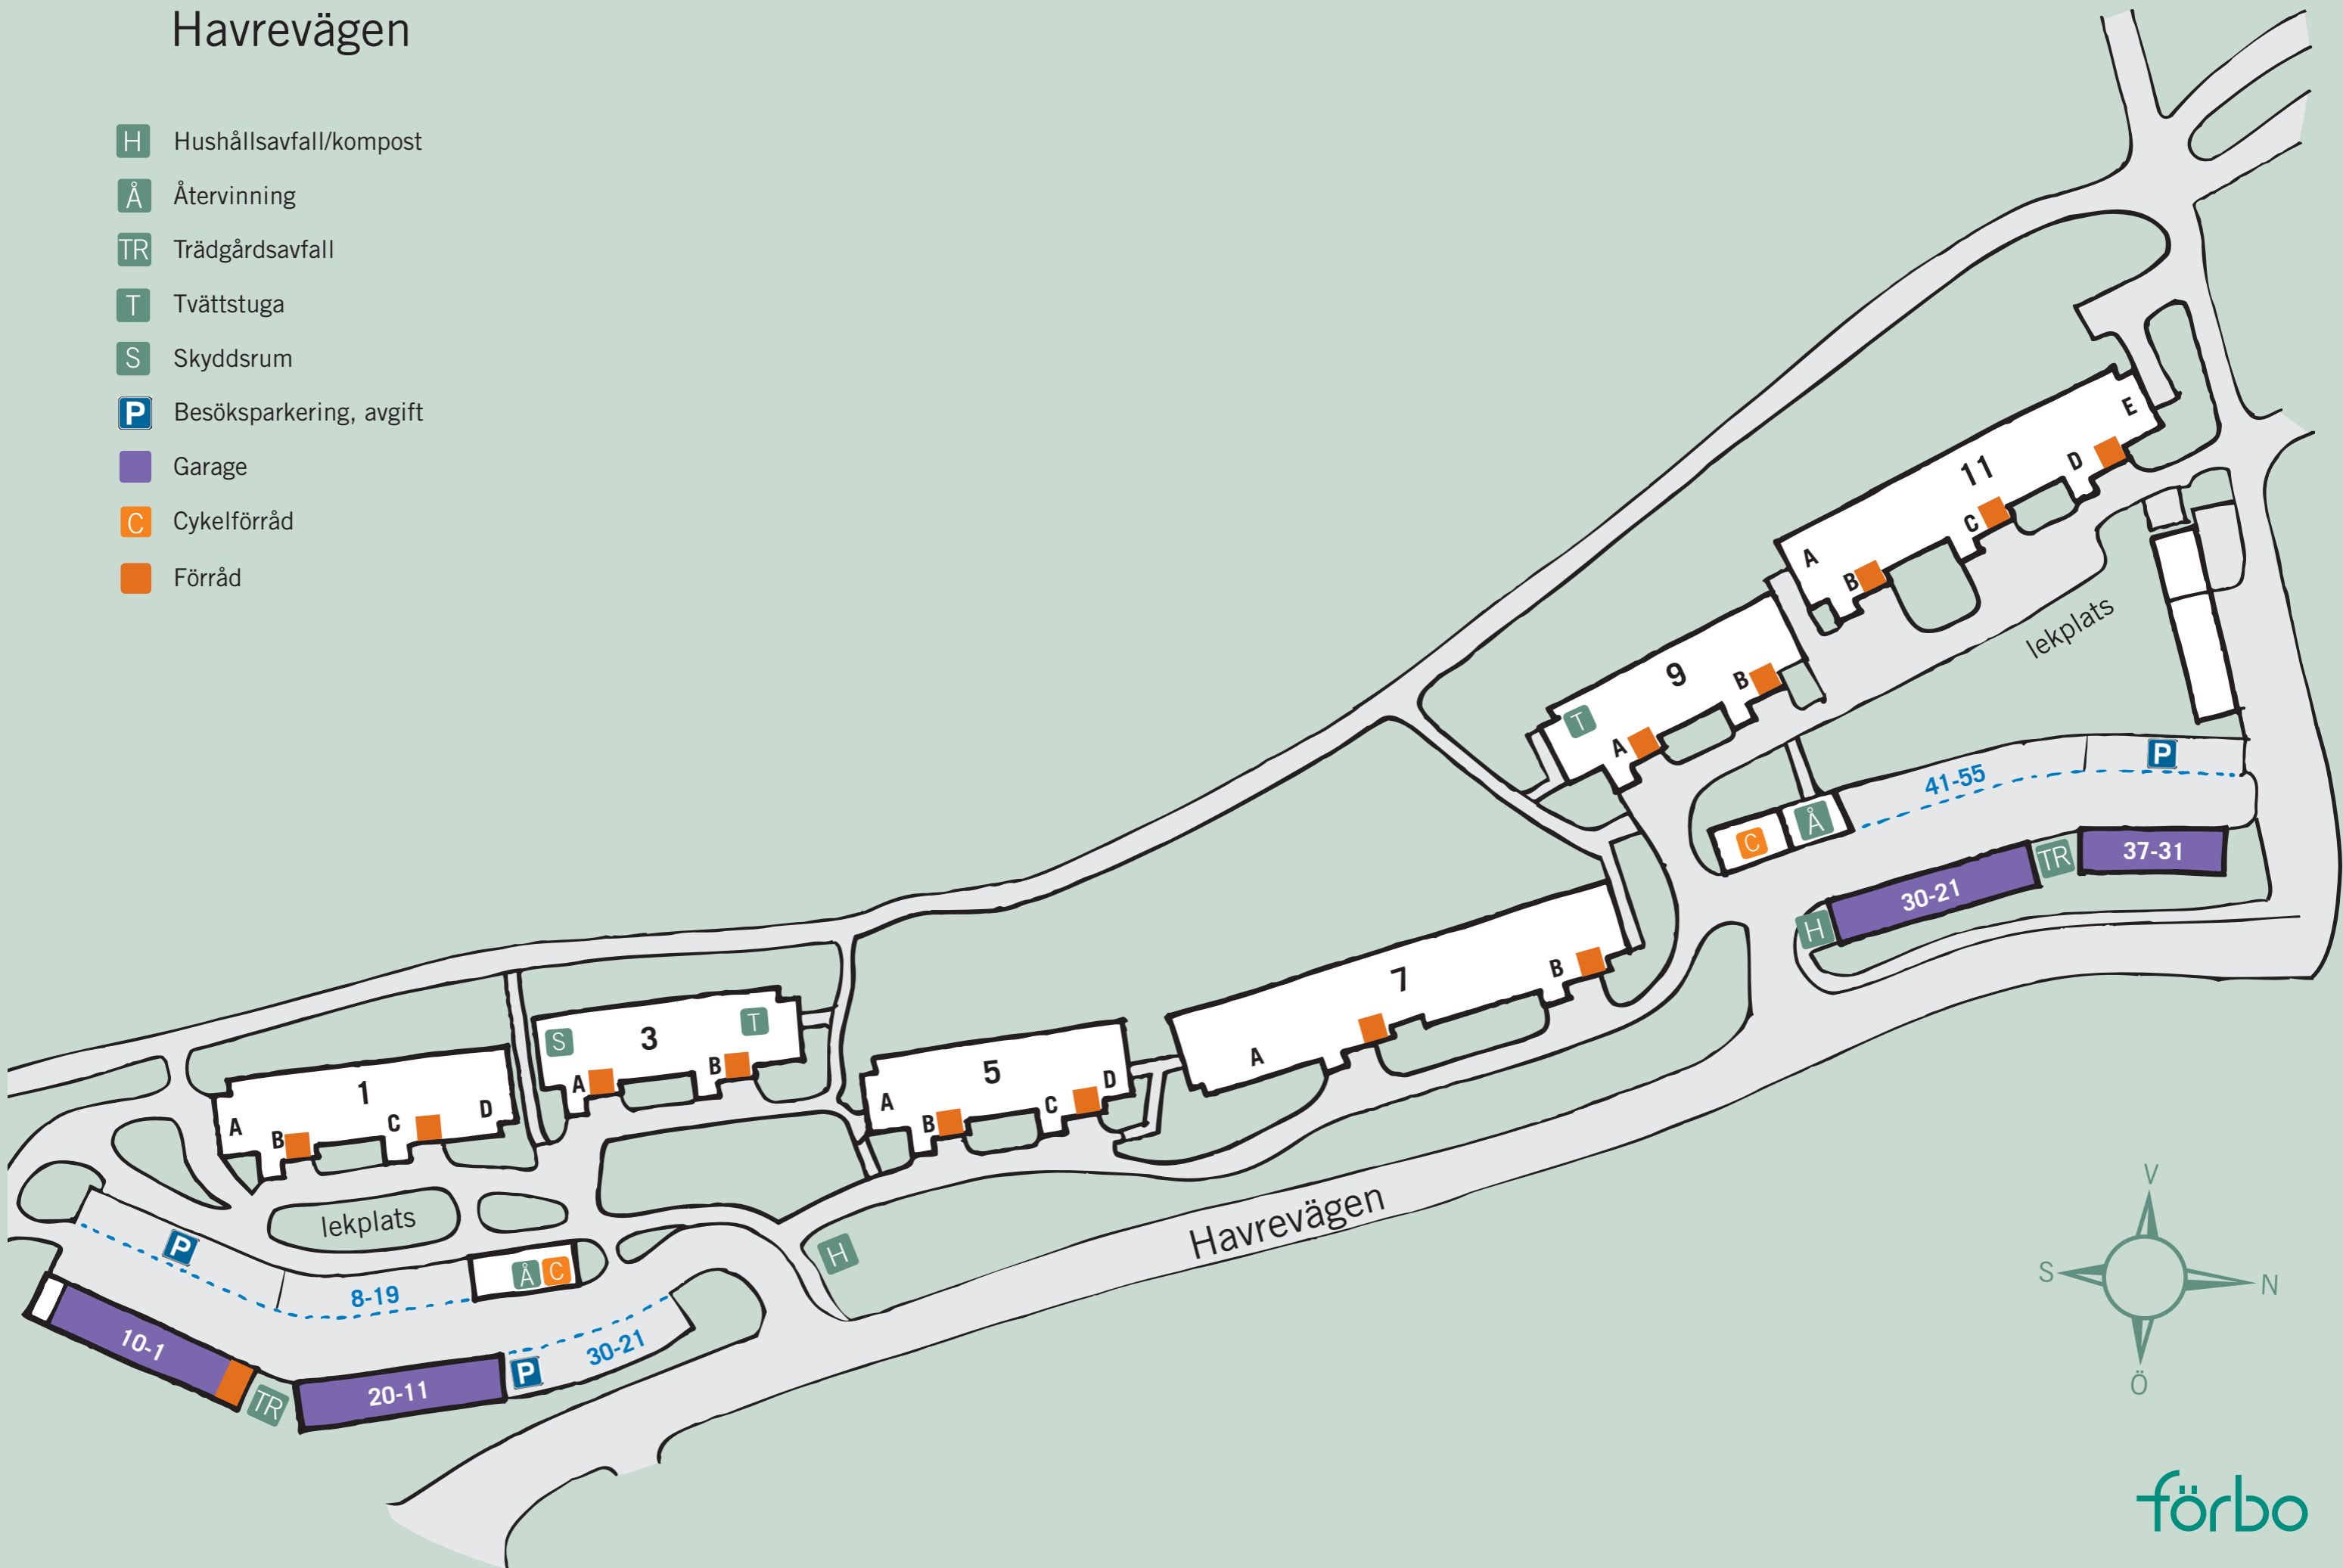 Havrevägen
H Hushållsavfall/kompost
Å Återvinning
TR Trädgårdsavfall
T Tvättstuga
S Skyddsrum
P Besöksparkering, avgift
Garage
C Cykelförråd
Förråd
E
11
D
C
A
B
lekplats
9
B
T
A
P
41-55
Å
C
37-31
TR
30-21
H
7
B
A
S
3
T
A
B
5
D
A
C
B
1
D
A
C
B
lekplats
Havrevägen
H
P
Å C
8-19
30-21
P
10-1
20-11
TR
V
S
N
Ö
förbo